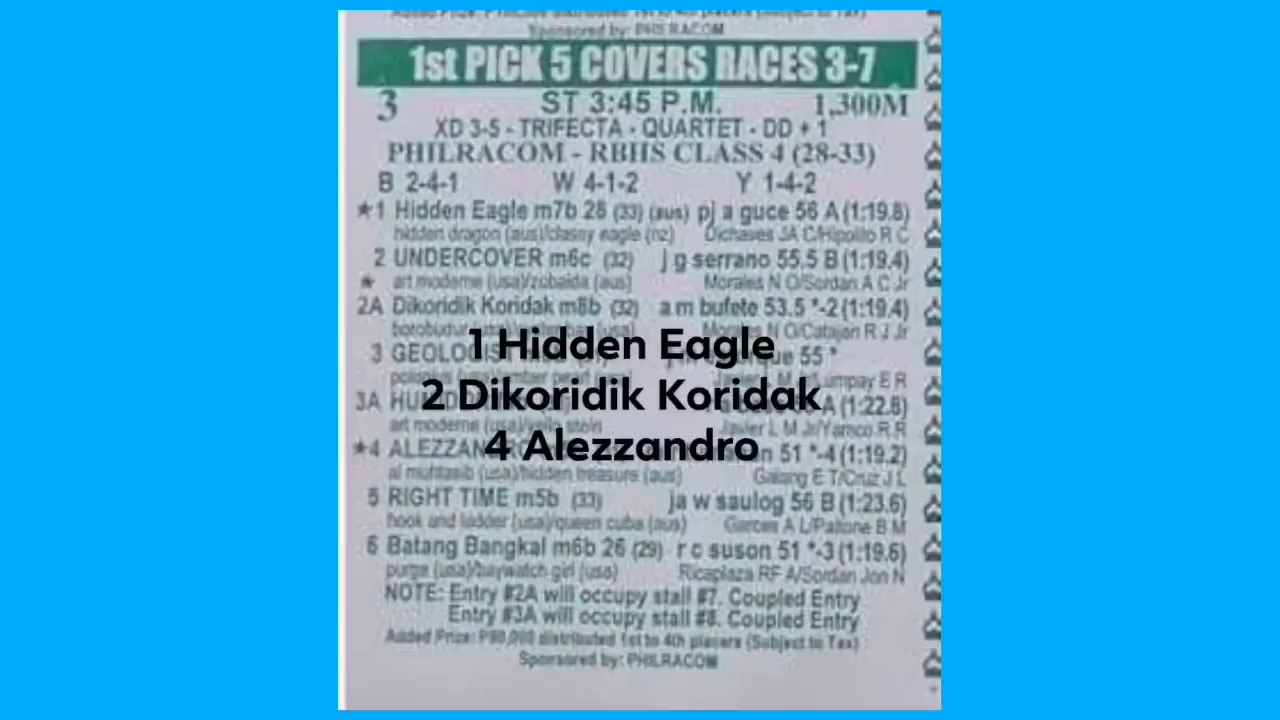 Sponsored by: PHILRACOM
1st PICK 5 COVERS RACES 3-7
3 ST 3:45 P.M. 1,300M
XD 3-5 - TRIFECTA - QUARTET - DD + 1
PHILRACOM - RBHS CLASS 4 (28-33)
B 2-4-1 W 4-1-2 Y 1-4-2
★1 Hidden Eagle m7b 28 (33) (aus) pj a guce 56 A (1:19.8)
hidden dragon (aus)/classy eagle (nz) Dichaves JA C/Hipolito R C
2 UNDERCOVER m6c (32) j g serrano 55.5 B (1:19.4)
★ art moderne (usa)/zobaida (aus) Morales N O/Sordan A C Jr
2A Dikoridik Koridak m8b (32) a m bufete 53.5 *-2 (1:19.4)
Morales N O/Catajan R J Jr
1 Hidden Eagle
3 55 *
2 Dikoridik Koridak
3A A (1:22.8)
art moderne (usa)/yello stein Javier L M Jr/Yamco R R
4 Alezzandro
★4 51 *-4 (1:19.2)
al muhtasib (usa)/hidden treasure (aus) Galang E T/Cruz J L
5 RIGHT TIME m5b (33) ja w saulog 56 B (1:23.6)
hook and ladder (usa)/queen cuba (aus) Garces A L/Paitone B M
6 Batang Bangkal m6b 26 (29) r c suson 51 *-3 (1:19.6)
purge (usa)/baywatch girl (usa) Ricaplaza RF A/Sordan Jon N
NOTE: Entry #2A will occupy stall #7. Coupled Entry
Entry #3A will occupy stall #8. Coupled Entry
Added Prize: P90,000 distributed 1st to 4th placers (Subject to Tax)
Sponsored by: PHILRACOM